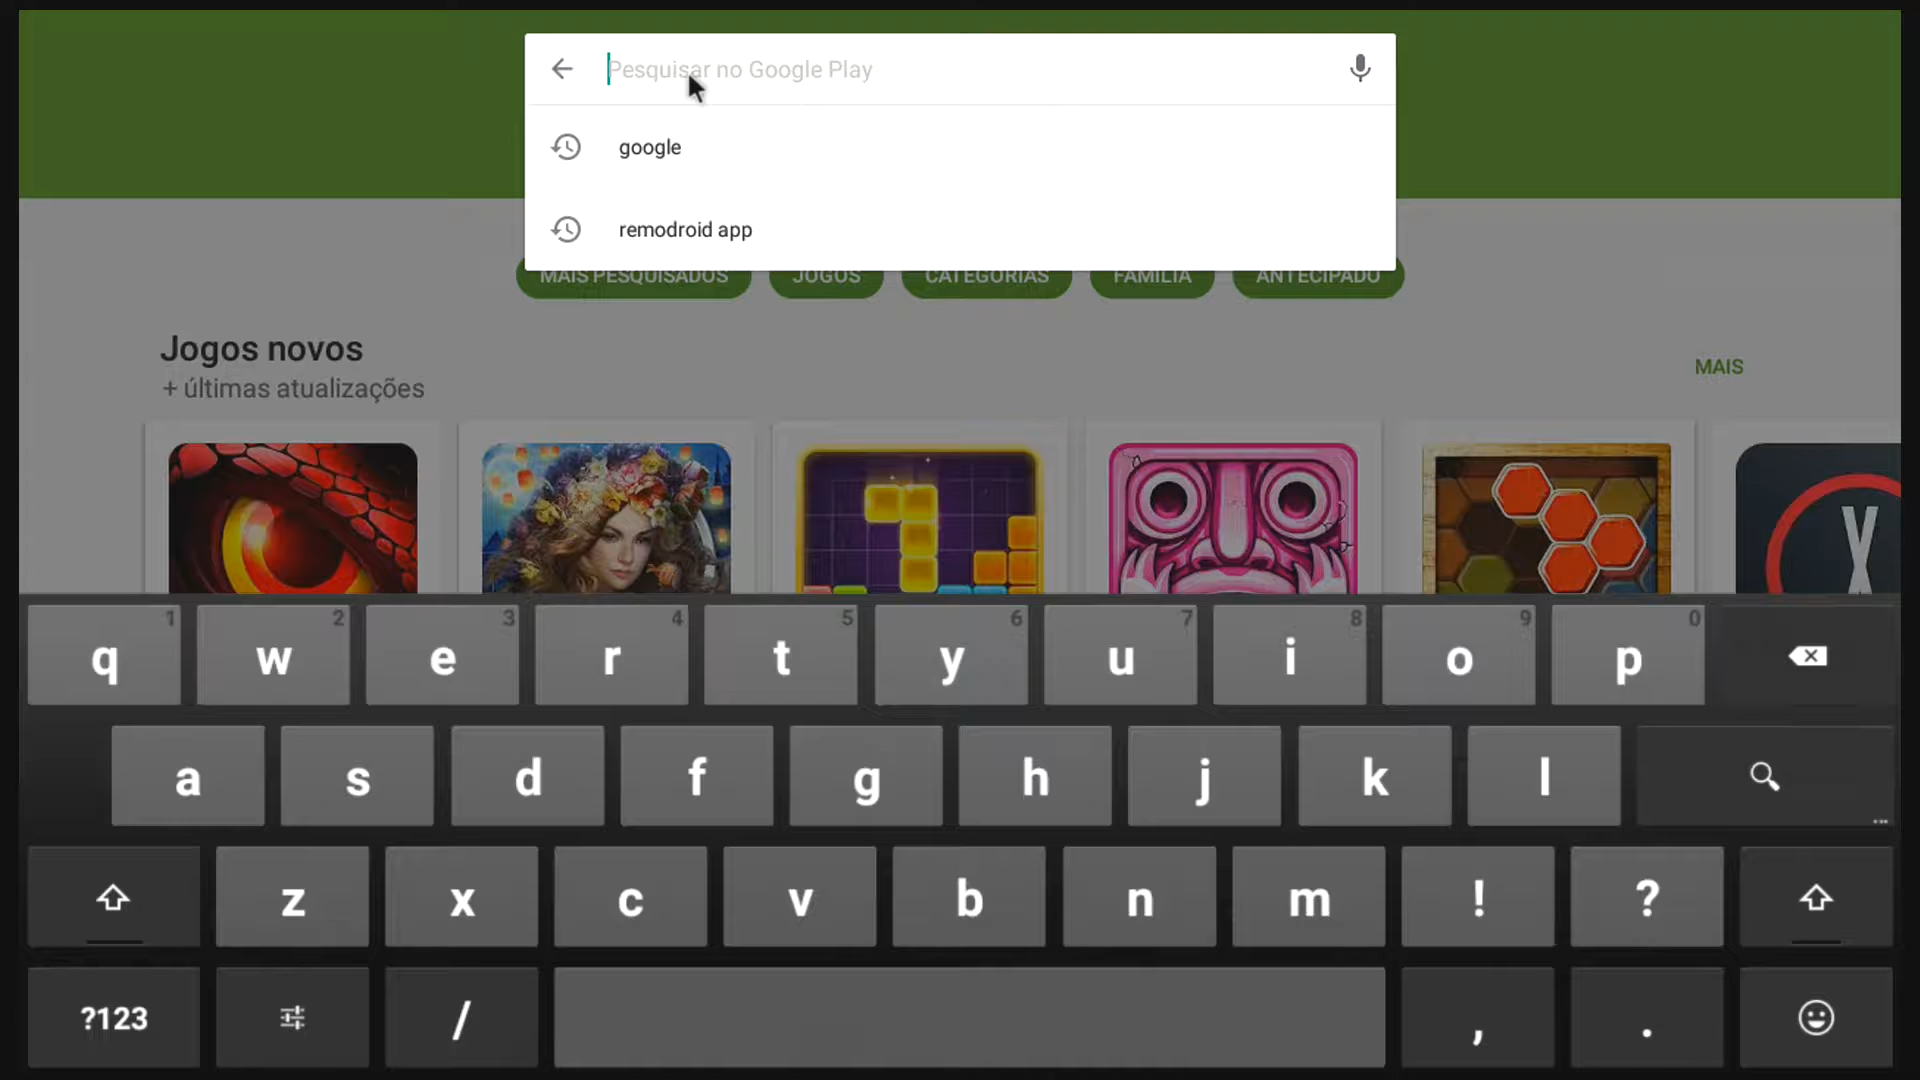 Pesquisar no Google Play
google
remodroid app
MAIS PESQUISADOS JOGOS CATEGORIAS FAMÍLIA ANTECIPADO
Jogos novos
MAIS
+ últimas atualizações
1 2 3 4 5 6 7 8 9 0
q w e r t y u i o p
a s d f g h j k l
...
z x c v b n m ! ?
?123 / , .